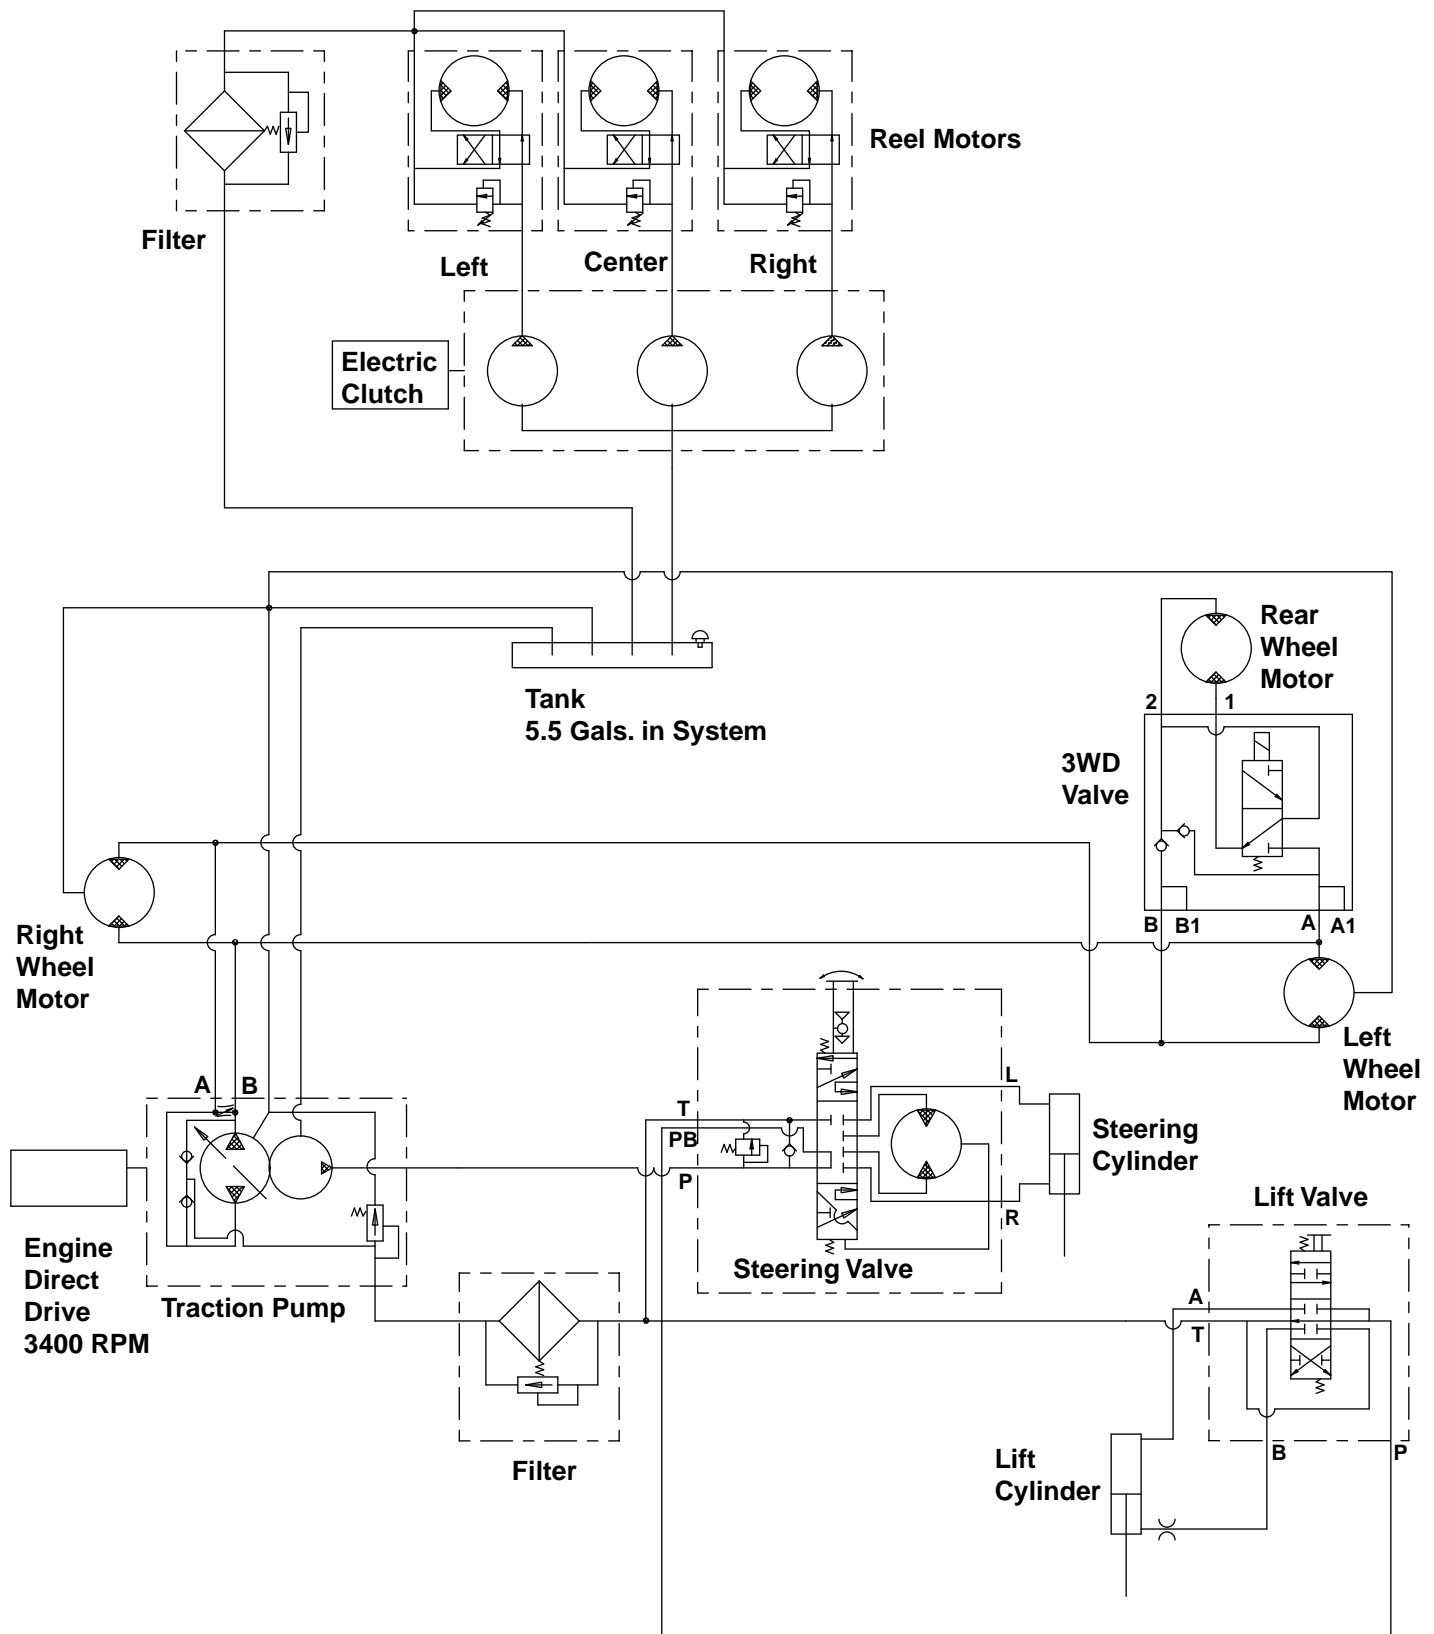 Reel Motors
Filter
Left
Center
Right
Electric
Clutch
Rear
Wheel
Motor
Tank
5.5 Gals. in System
2
1
3WD
Valve
B
B1
A
A1
Right
Wheel
Motor
Left
Wheel
Motor
A
B
T
PB
P
L
R
Steering
Cylinder
Lift Valve
Engine
Direct
Drive
3400 RPM
Traction Pump
Steering Valve
A
T
B
P
Filter
Lift
Cylinder